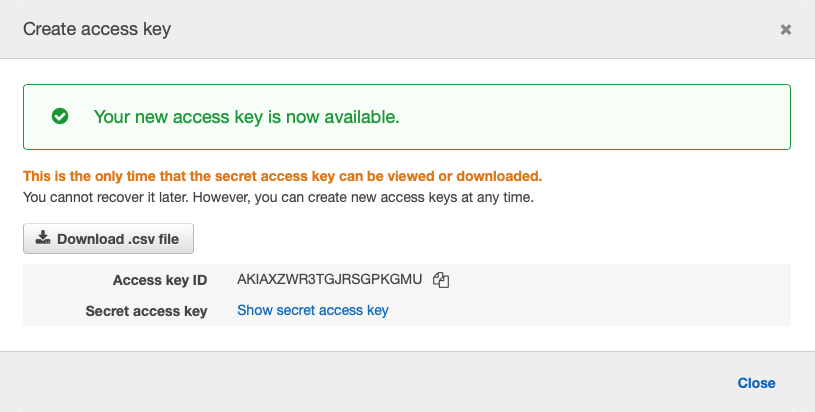 Create access key
Your new access key is now available.
This is the only time that the secret access key can be viewed or downloaded.
You cannot recover it later. However, you can create new access keys at any time.
Download .csv file
Access key ID AKIAXZWR3TGJRSGPKGMU
Secret access key Show secret access key
Close